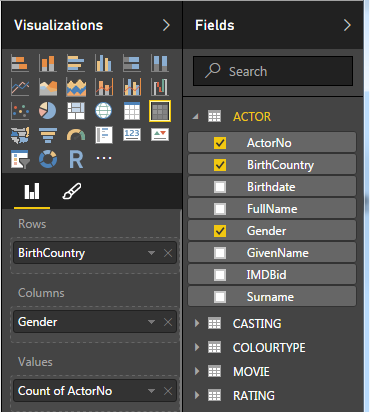 Visualizations
R
123
Rows
BirthCountry
Columns
Gender
Values
Count of ActorNo
Fields
Search
ACTOR
ActorNo
BirthCountry
Birthdate
FullName
Gender
GivenName
IMDBid
Surname
CASTING
COLOURTYPE
MOVIE
RATING